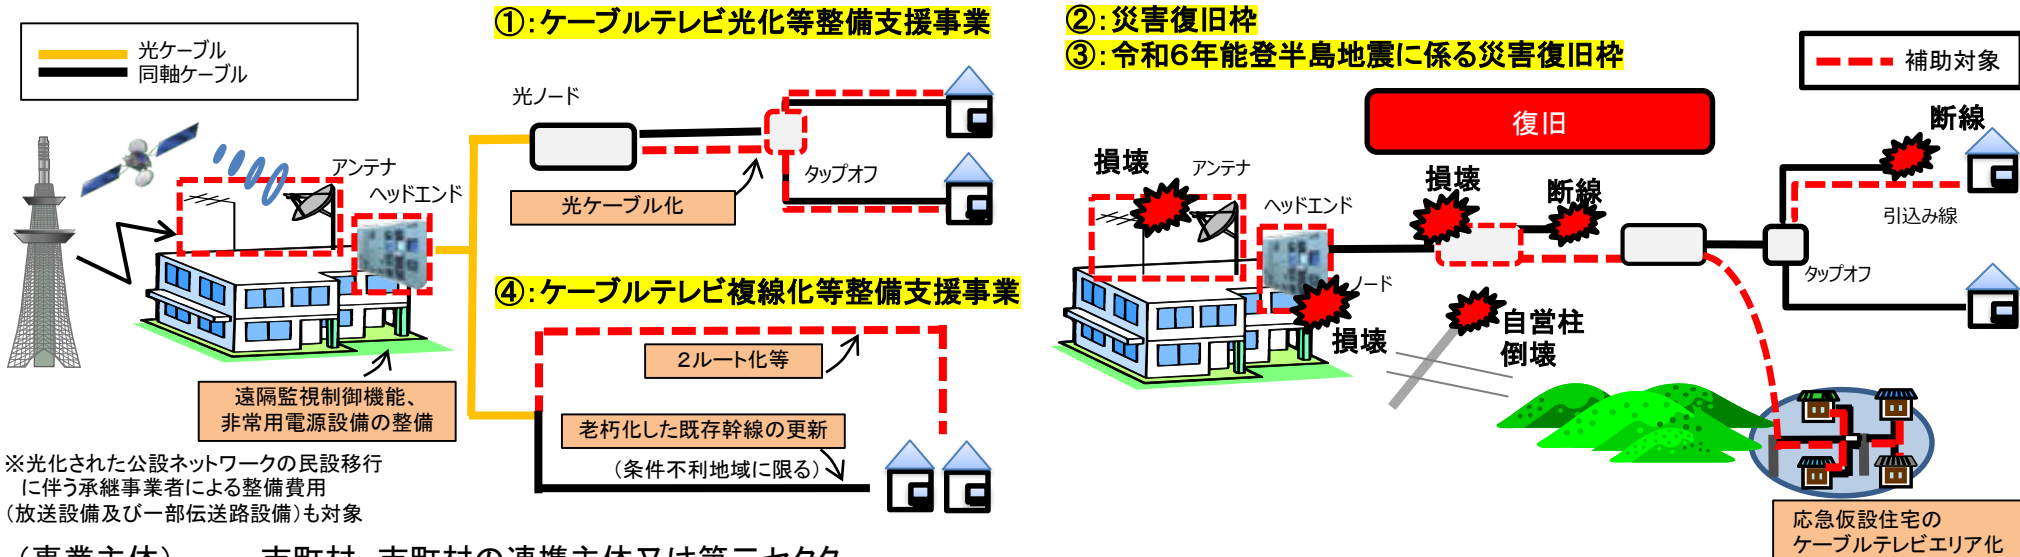 ①：ケーブルテレビ光化等整備支援事業
光ケーブル
同軸ケーブル
光ノード
アンテナ
ヘッドエンド
タップオフ
光ケーブル化
④：ケーブルテレビ複線化等整備支援事業
2ルート化等
遠隔監視制御機能、
非常用電源設備の整備
老朽化した既存幹線の更新
（条件不利地域に限る）
※光化された公設ネットワークの民設移行
に伴う承継事業者による整備費用
（放送設備及び一部伝送路設備）も対象
②：災害復旧枠
③：令和6年能登半島地震に係る災害復旧枠
補助対象
復旧
断線
損壊
アンテナ
ヘッドエンド
損壊
断線
引込み線
タップオフ
ノード
損壊
自営柱
倒壊
応急仮設住宅の
ケーブルテレビエリア化